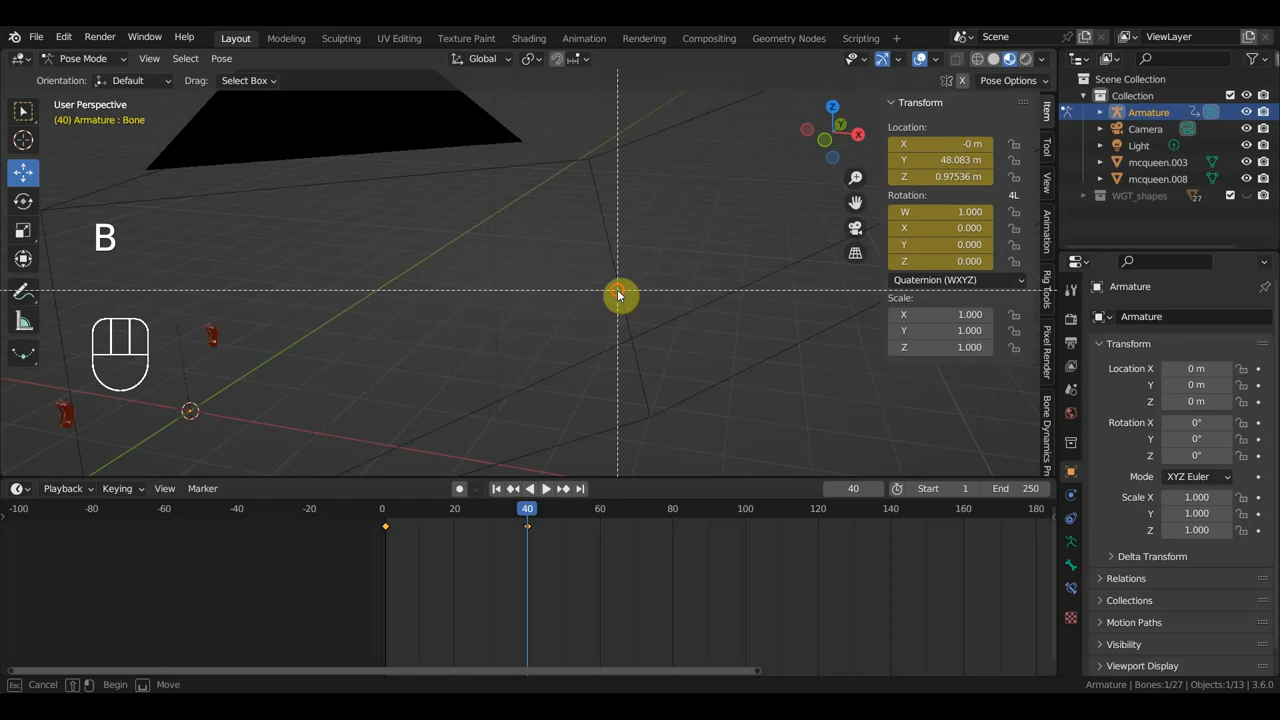 File Edit Render Window Help Layout Modeling Sculpting UV Editing Texture Paint Shading Animation Rendering Compositing Geometry Nodes Scripting + Scene ViewLayer
Pose Mode View Select Pose Global
Orientation: Default Drag: Select Box X Pose Options
User Perspective
(40) Armature : Bone
B
Z
Y
X
Transform
Location:
X -0 m
Y 48.083 m
Z 0.97536 m
Rotation: 4L
W 1.000
X 0.000
Y 0.000
Z 0.000
Quaternion (WXYZ)
Scale:
X 1.000
Y 1.000
Z 1.000
Item
Tool
View
Animation
Rig Tools
Pixel Render
Bone Dynamics Pro
Scene Collection
Collection
Armature
Camera
Light
mcqueen.003
mcqueen.008
WGT_shapes 27
Armature
Armature
Transform
Location X 0 m
Y 0 m
Z 0 m
Rotation X 0°
Y 0°
Z 0°
Mode XYZ Euler
Scale X 1.000
Y 1.000
Z 1.000
Delta Transform
Relations
Collections
Motion Paths
Visibility
Viewport Display
Playback Keying View Marker 40 Start 1 End 250
-100 -80 -60 -40 -20 0 20 40 60 80 100 120 140 160 180
Esc Cancel Begin Move Armature | Bones:1/27 | Objects:1/13 | 3.6.0